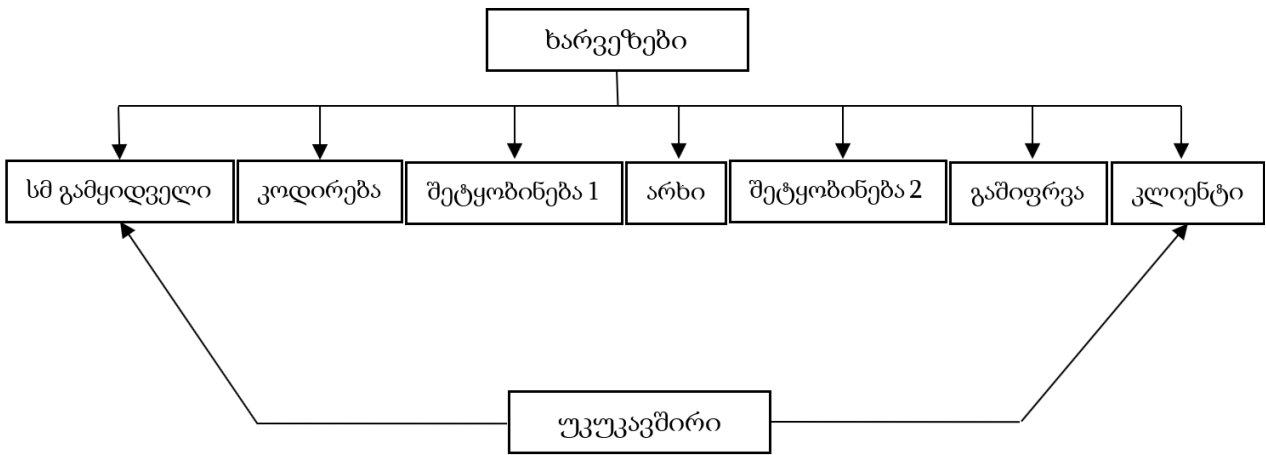 ხარვეზები
სმ გამყიდველი
კოდირება
შეტყობინება 1
არხი
შეტყობინება 2
გაშიფრვა
კლიენტი
უკუკავშირი